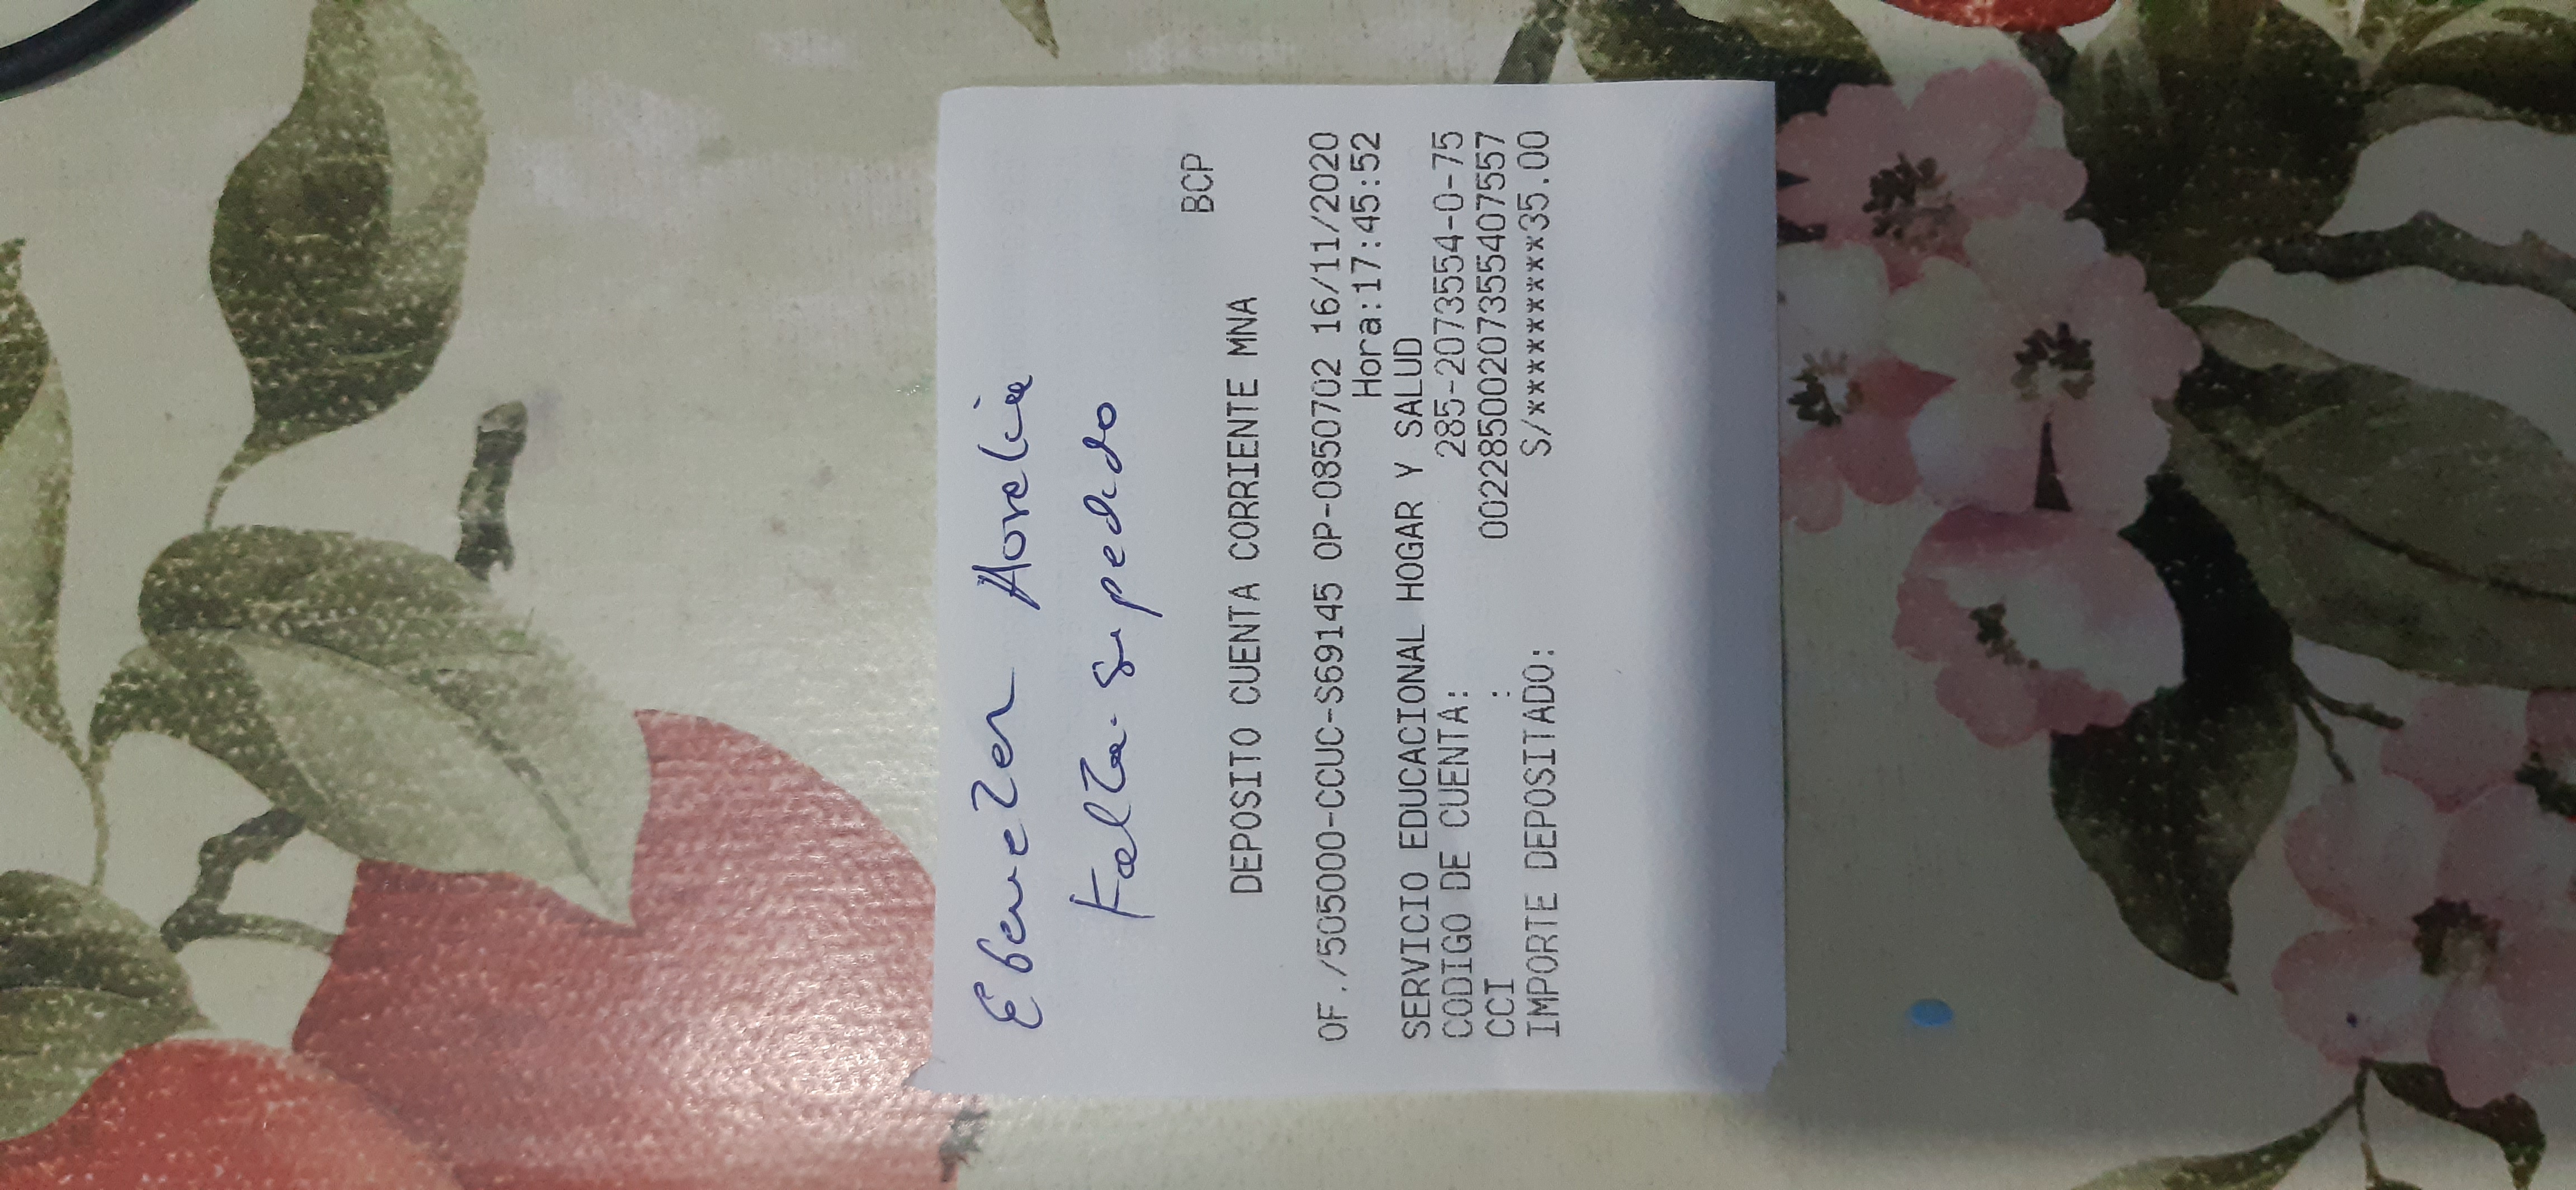 Ebenezer Aorelia
Falta su pedido
BCP
DEPOSITO CUENTA CORRIENTE MNA
OF./505000-CCUC-S69145 OP-0850702 16/11/2020
Hora:17:45:52
SERVICIO EDUCACIONAL HOGAR Y SALUD
CODIGO DE CUENTA: 285-2073554-0-75
CCI : 00228500207355407557
IMPORTE DEPOSITADO: S/*********35.00